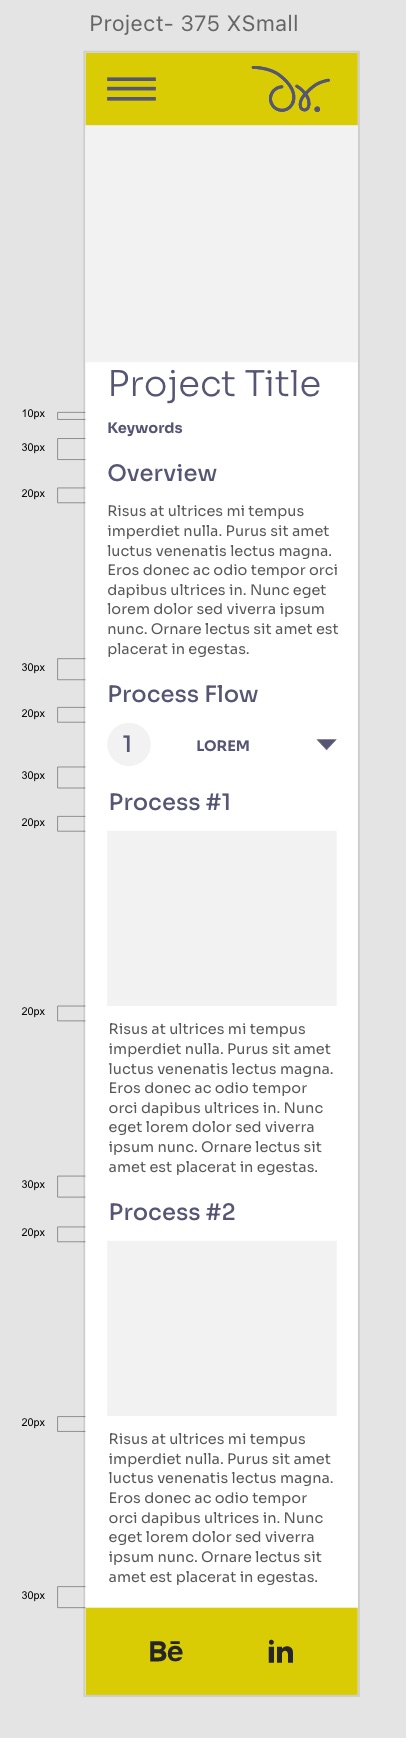 Project- 375 XSmall
Project Title
10px
Keywords
30px
Overview
20px
Risus at ultrices mi tempus
imperdiet nulla. Purus sit amet
luctus venenatis lectus magna.
Eros donec ac odio tempor orci
dapibus ultrices in. Nunc eget
lorem dolor sed viverra ipsum
nunc. Ornare lectus sit amet est
placerat in egestas.
30px
Process Flow
20px
1 LOREM
30px
Process #1
20px
20px
Risus at ultrices mi tempus
imperdiet nulla. Purus sit amet
luctus venenatis lectus magna.
Eros donec ac odio tempor
orci dapibus ultrices in. Nunc
eget lorem dolor sed viverra
ipsum nunc. Ornare lectus sit
amet est placerat in egestas.
30px
Process #2
20px
20px
Risus at ultrices mi tempus
imperdiet nulla. Purus sit amet
luctus venenatis lectus magna.
Eros donec ac odio tempor
orci dapibus ultrices in. Nunc
eget lorem dolor sed viverra
ipsum nunc. Ornare lectus sit
amet est placerat in egestas.
30px
Bē in